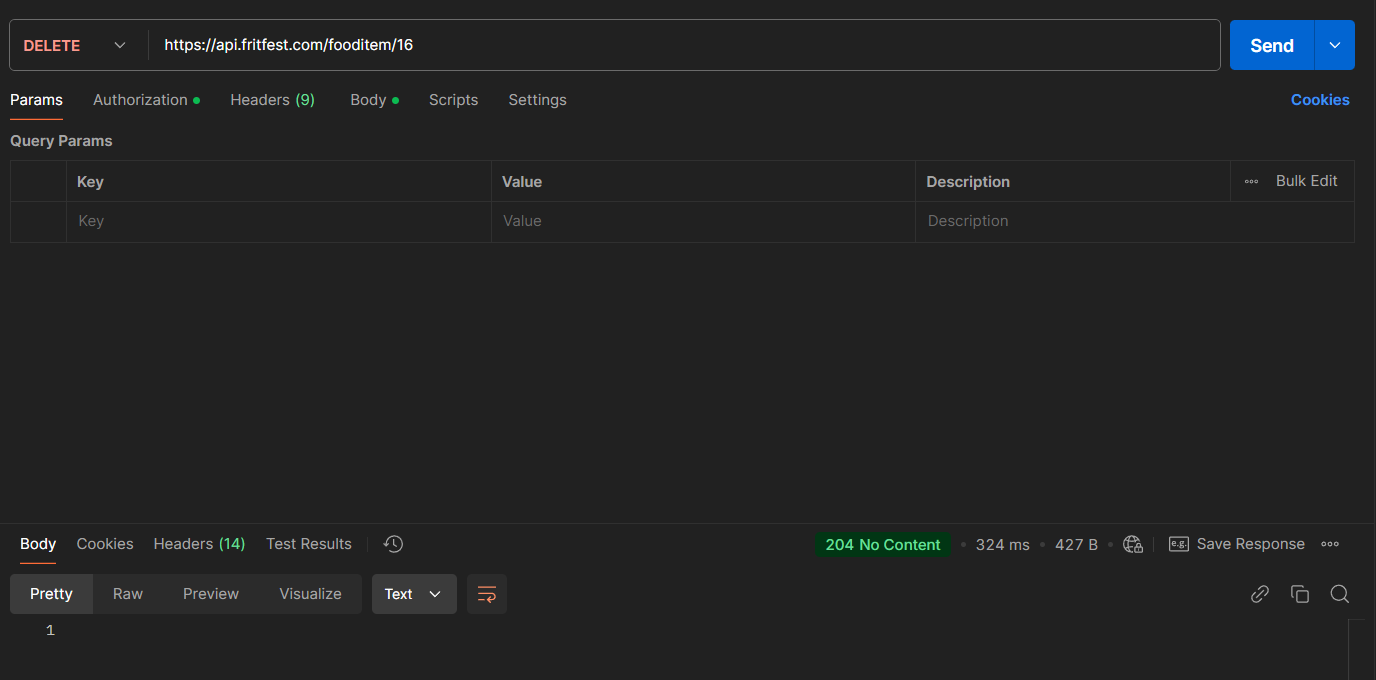 DELETE https://api.fritfest.com/fooditem/16 Send
Params Authorization Headers (9) Body Scripts Settings Cookies
Query Params
Key Value Description Bulk Edit
Key Value Description
Body Cookies Headers (14) Test Results 204 No Content 324 ms 427 B e.g. Save Response
Pretty Raw Preview Visualize Text
1